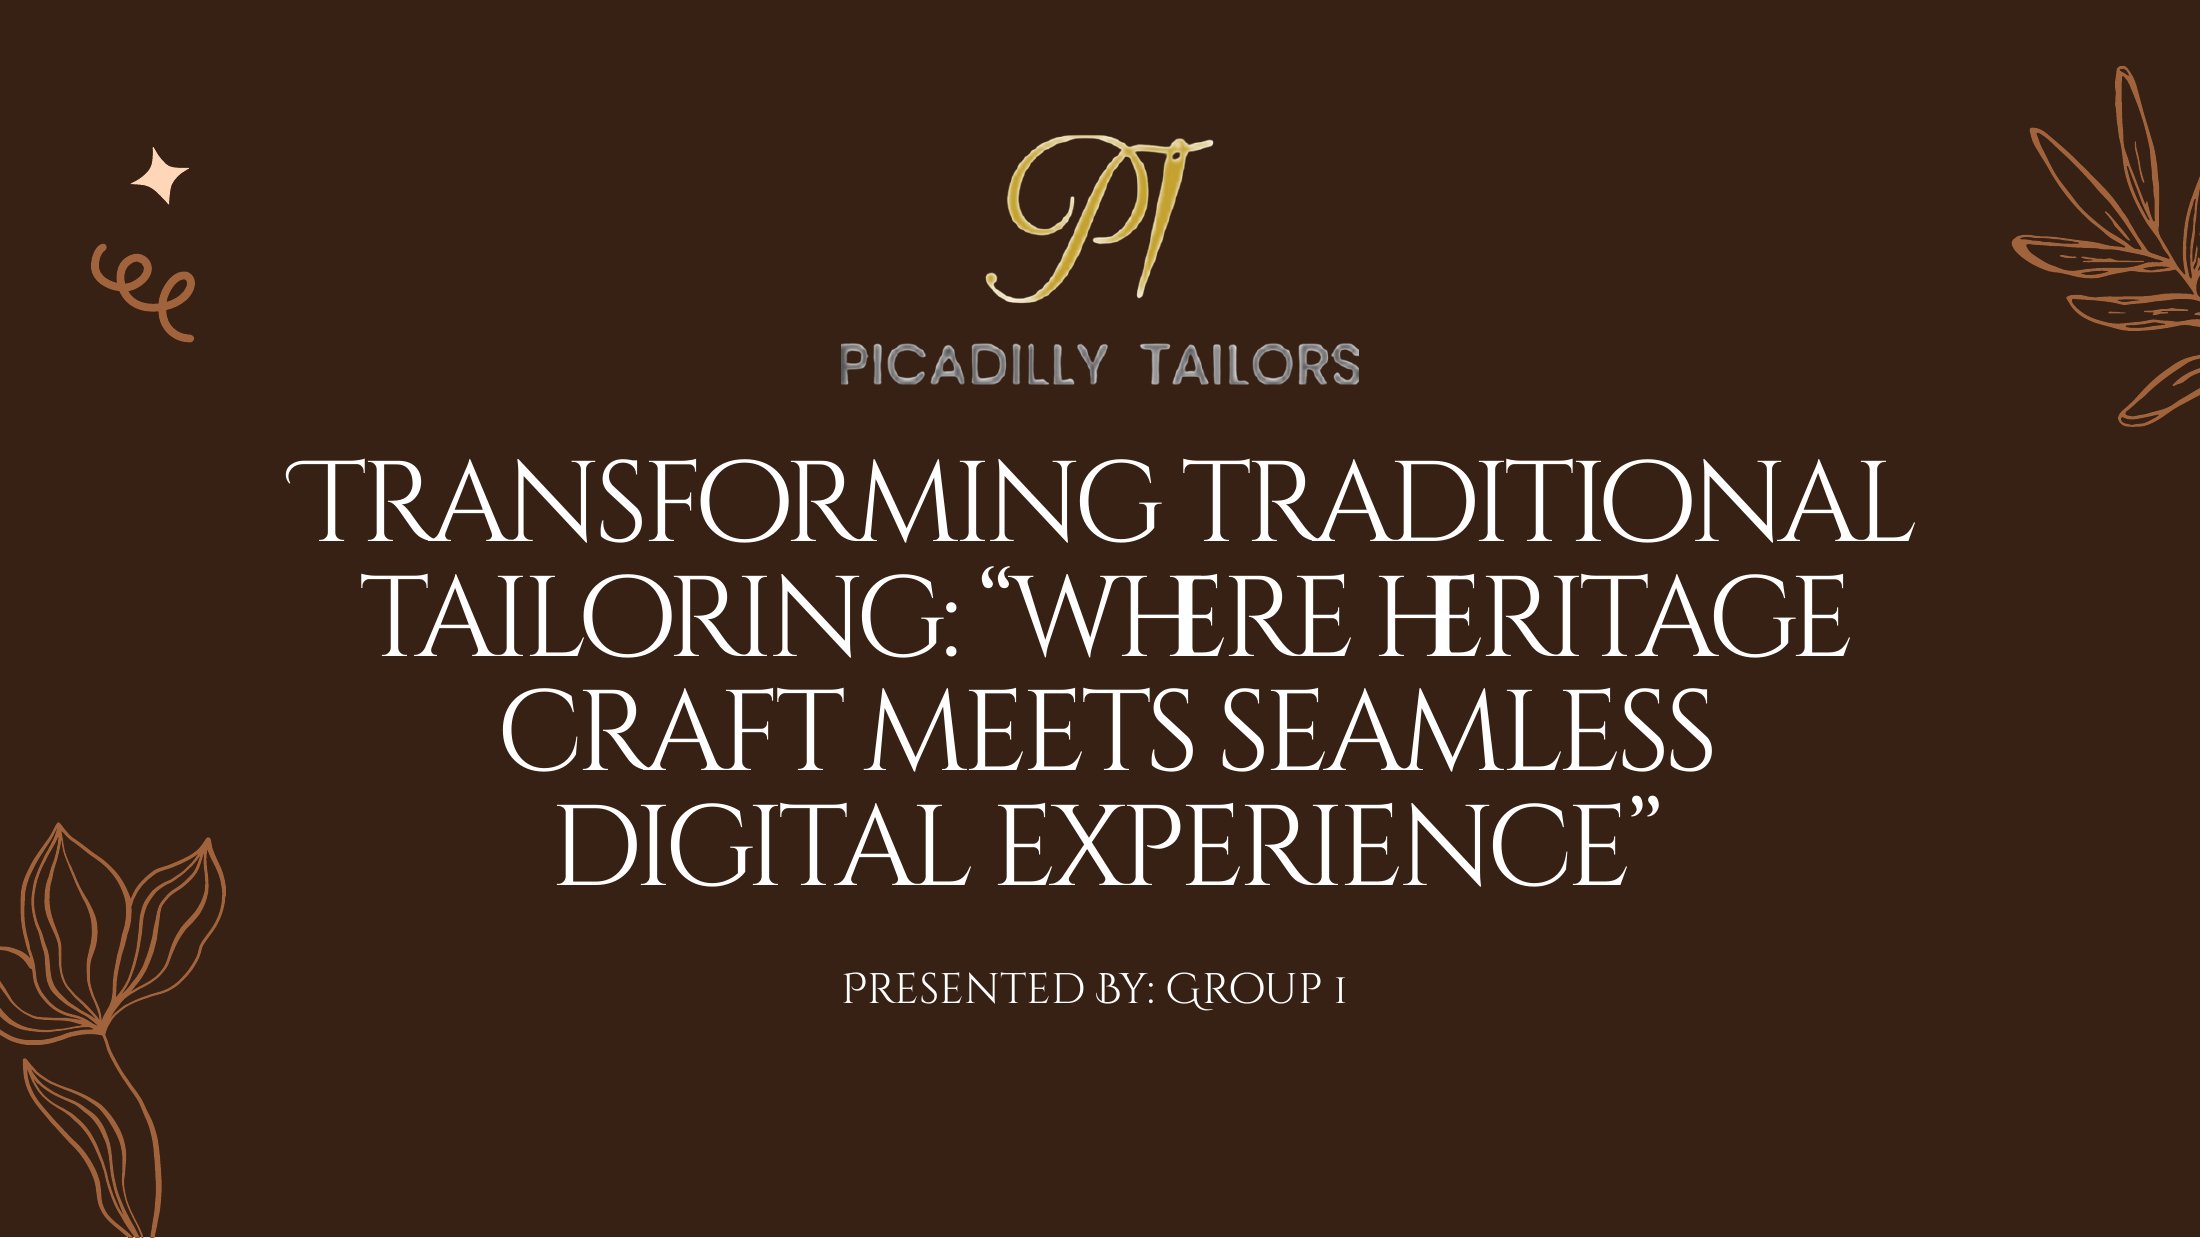 PT
PICADILLY TAILORS
TRANSFORMING TRADITIONAL
TAILORING: “WHERE HERITAGE
CRAFT MEETS SEAMLESS
DIGITAL EXPERIENCE”
PRESENTED BY: GROUP 1